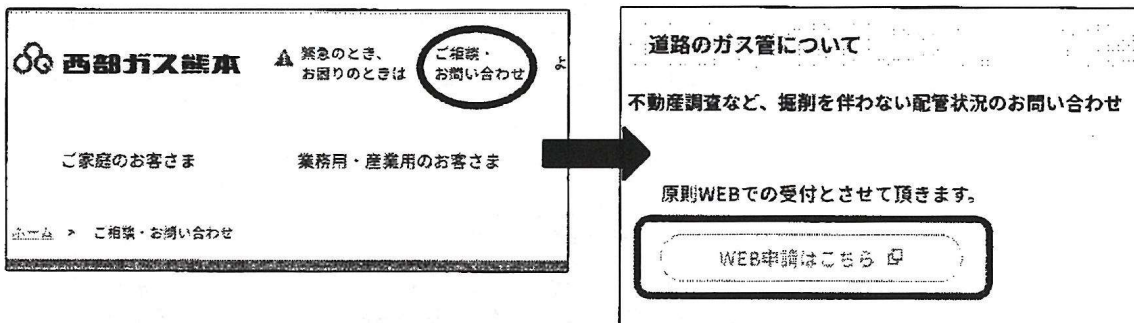 西部ガス熊本
緊急のとき、
お困りのときは
ご相談・
お問い合わせ
よ
ご家庭のお客さま
業務用・産業用のお客さま
ホーム > ご相談・お問い合わせ
道路のガス管について
不動産調査など、掘削を伴わない配管状況のお問い合わせ
原則WEBでの受付とさせて頂きます。
WEB申請はこちら